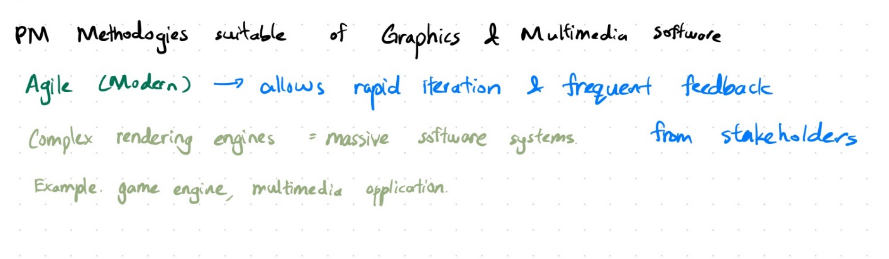 PM Methodologies suitable of Graphics & Multimedia software
Agile (Modern) → allows rapid iteration & frequent feedback
from stakeholders
Complex rendering engines = massive software systems.
Example. game engine, multimedia application.